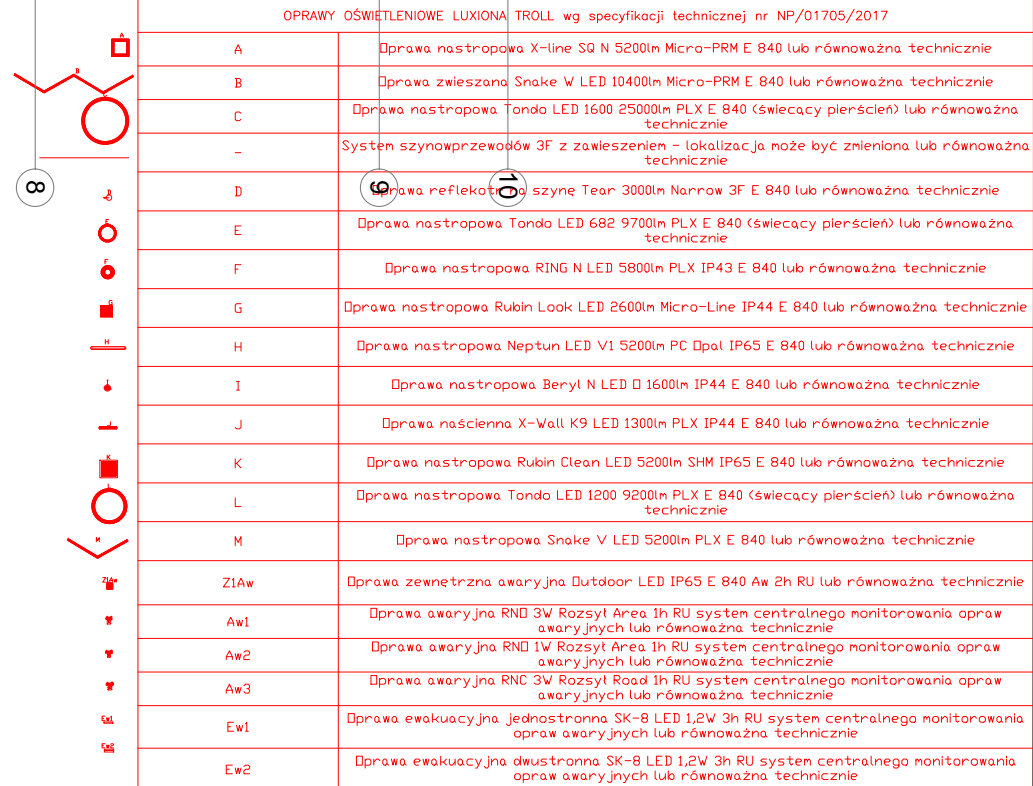 OPRAWY OŚWIETLENIOWE LUXIONA TROLL wg specyfikacji technicznej nr NP/01705/2017
A
A
Oprawa nastropowa X-line SQ N 5200lm Micro-PRM E 840 lub równoważna technicznie
B
B
Oprawa zwieszana Snake W LED 10400lm Micro-PRM E 840 lub równoważna technicznie
C
C
Oprawa nastropowa Tondo LED 1600 25000lm PLX E 840 (świecący pierścień) lub równoważna
technicznie
-
System szynoprzewodów 3F z zawieszeniem - lokalizacja może być zmieniona lub równoważna
technicznie
8
9
10
D
D
Oprawa reflektor na szynę Tear 3000lm Narrow 3F E 840 lub równoważna technicznie
E
E
Oprawa nastropowa Tondo LED 682 9700lm PLX E 840 (świecący pierścień) lub równoważna
technicznie
F
F
Oprawa nastropowa RING N LED 5800lm PLX IP43 E 840 lub równoważna technicznie
G
G
Oprawa nastropowa Rubin Look LED 2600lm Micro-Line IP44 E 840 lub równoważna technicznie
H
H
Oprawa nastropowa Neptun LED V1 5200lm PC Opal IP65 E 840 lub równoważna technicznie
I
I
Oprawa nastropowa Beryl N LED O 1600lm IP44 E 840 lub równoważna technicznie
J
J
Oprawa naścienna X-Wall K9 LED 1300lm PLX IP44 E 840 lub równoważna technicznie
K
K
Oprawa nastropowa Rubin Clean LED 5200lm SHM IP65 E 840 lub równoważna technicznie
L
L
Oprawa nastropowa Tondo LED 1200 9200lm PLX E 840 (świecący pierścień) lub równoważna
technicznie
M
M
Oprawa nastropowa Snake V LED 5200lm PLX E 840 lub równoważna technicznie
Z1Aw
Z1Aw
Oprawa zewnętrzna awaryjna Outdoor LED IP65 E 840 Aw 2h RU lub równoważna technicznie
Aw1
Oprawa awaryjna RNO 3W Rozsył Area 1h RU system centralnego monitorowania opraw
awaryjnych lub równoważna technicznie
Aw2
Oprawa awaryjna RNO 1W Rozsył Area 1h RU system centralnego monitorowania opraw
awaryjnych lub równoważna technicznie
Aw3
Oprawa awaryjna RNC 3W Rozsył Road 1h RU system centralnego monitorowania opraw
awaryjnych lub równoważna technicznie
Ew1
Ew1
Oprawa ewakuacyjna jednostronna SK-8 LED 1,2W 3h RU system centralnego monitorowania
opraw awaryjnych lub równoważna technicznie
Ew2
Ew2
Oprawa ewakuacyjna dwustronna SK-8 LED 1,2W 3h RU system centralnego monitorowania
opraw awaryjnych lub równoważna technicznie